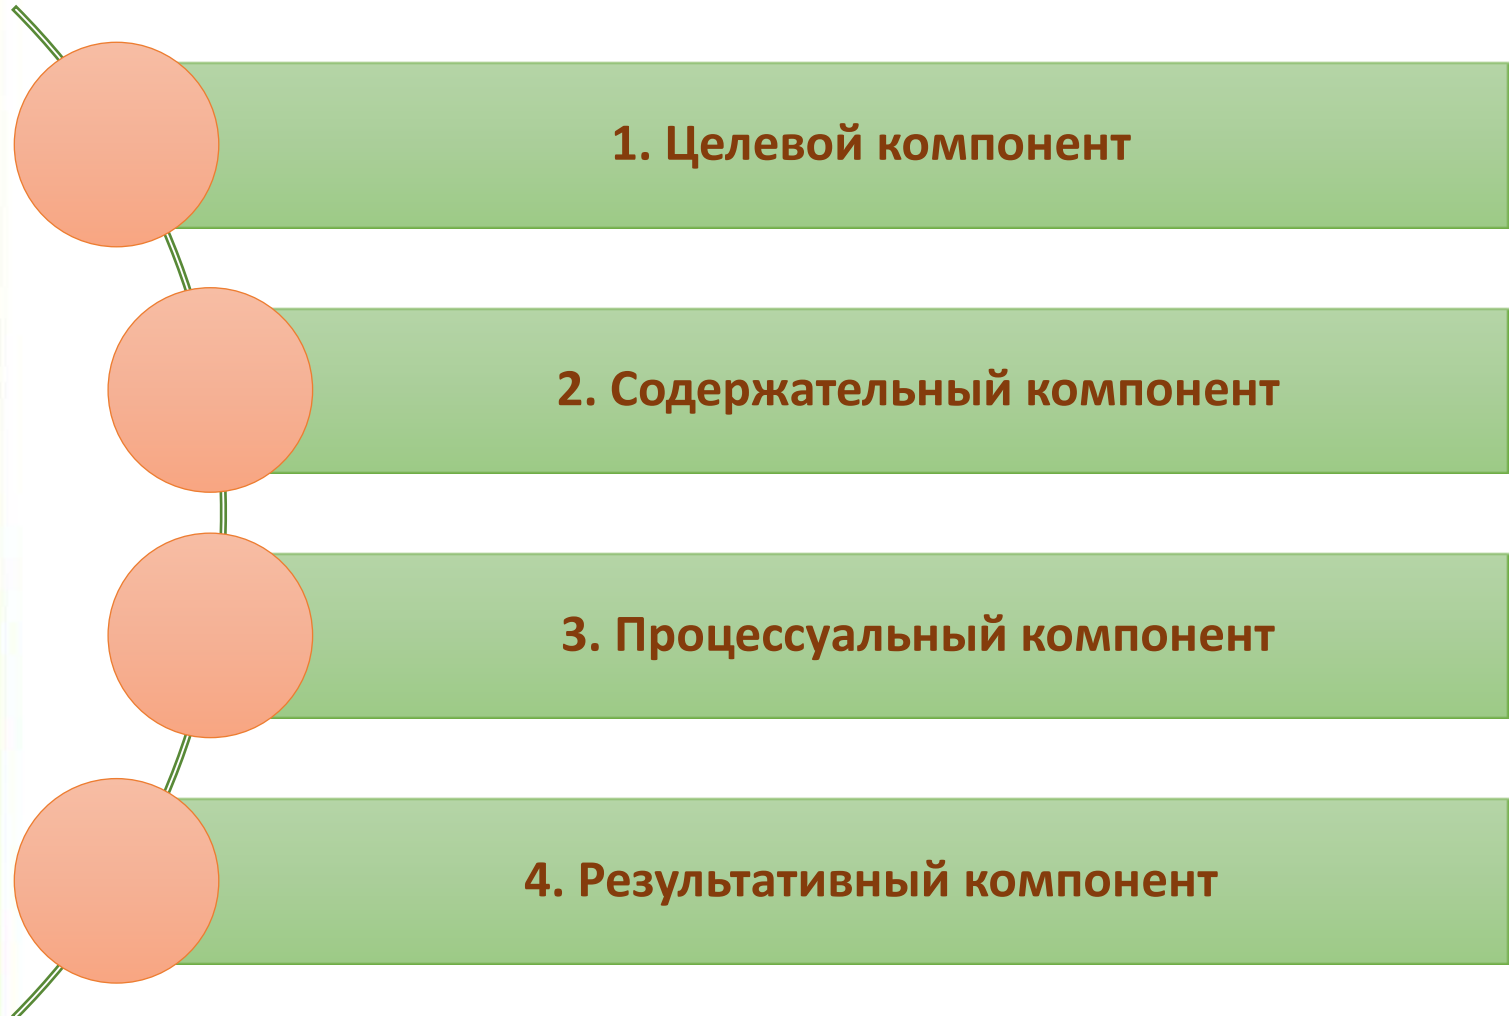 1. Целевой компонент
2. Содержательный компонент
3. Процессуальный компонент
4. Результативный компонент